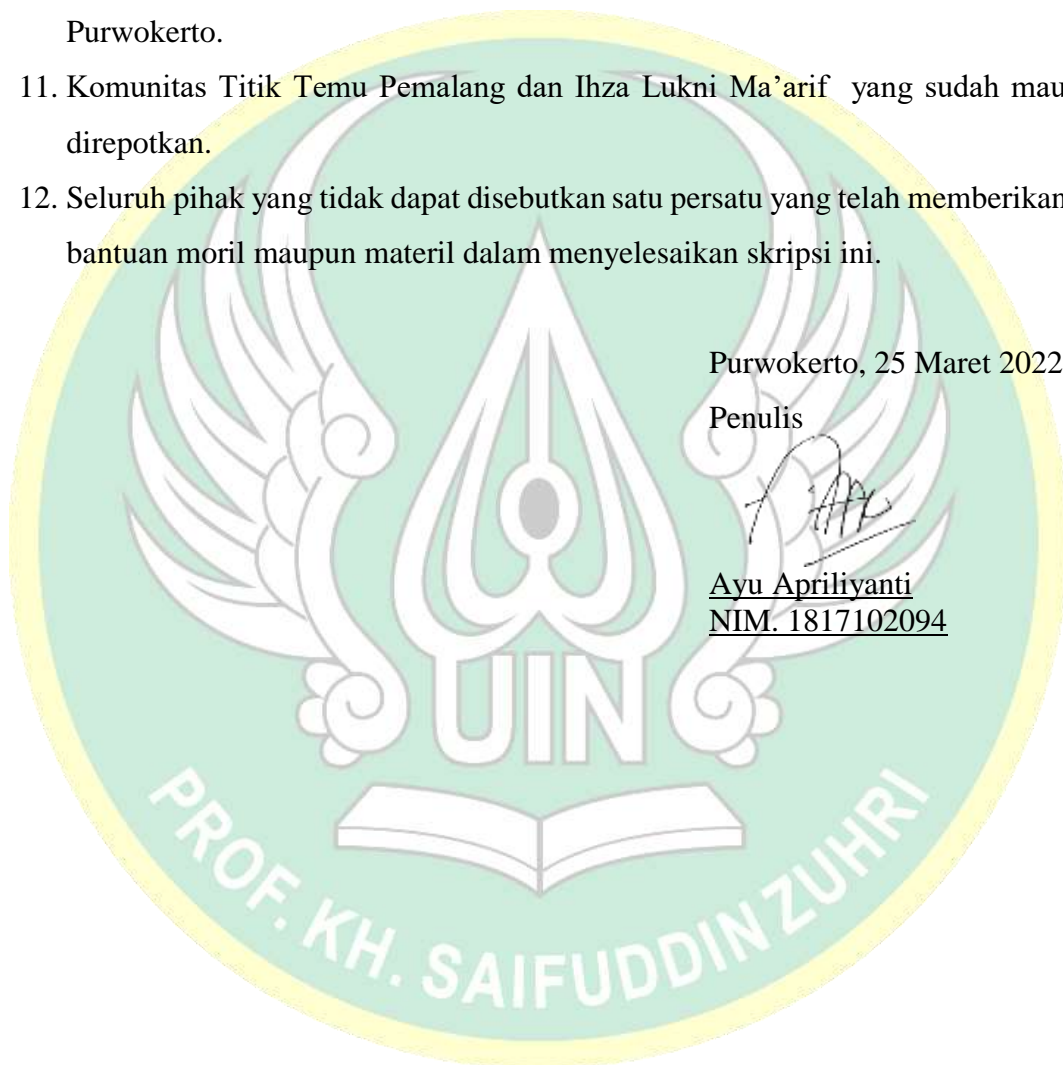 Purwokerto.
11. Komunitas Titik Temu Pemalang dan Ihza Lukni Ma’arif yang sudah mau
direpotkan.
12. Seluruh pihak yang tidak dapat disebutkan satu persatu yang telah memberikan
bantuan moril maupun materil dalam menyelesaikan skripsi ini.
Purwokerto, 25 Maret 2022
Penulis
Ayu Apriliyanti
NIM. 1817102094
UIN
PROF. KH. SAIFUDDIN ZUHRI